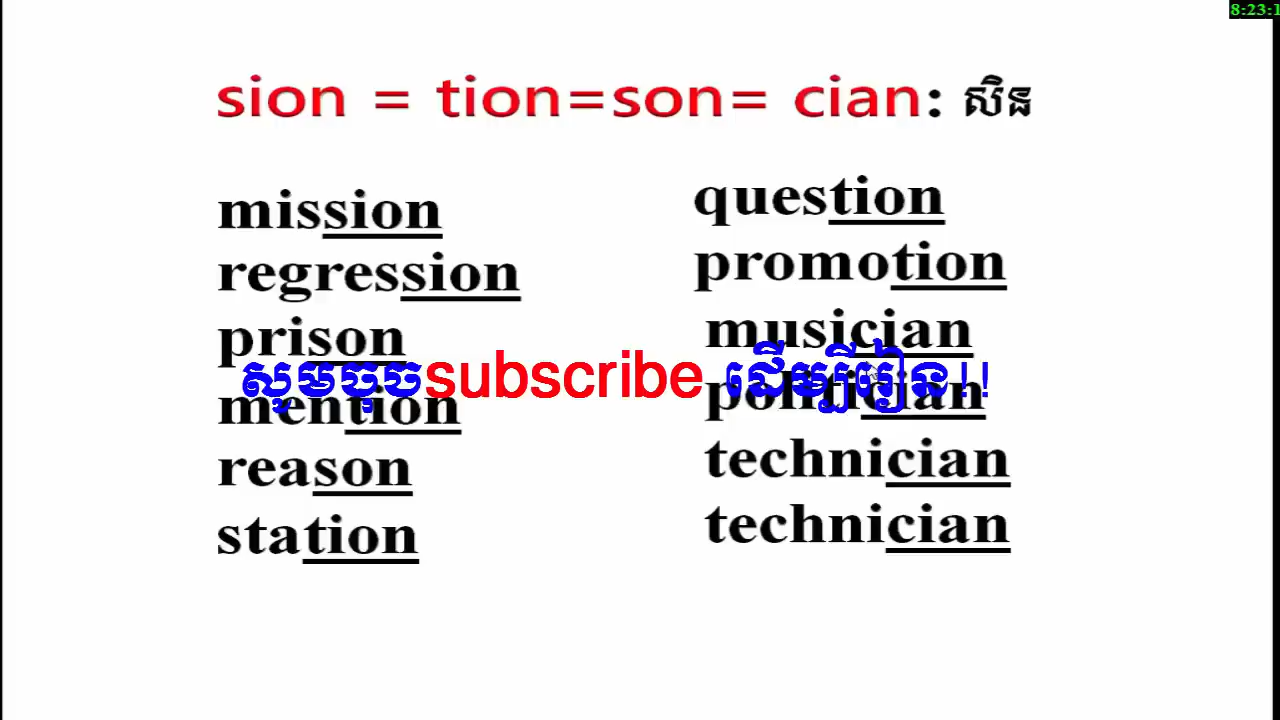 8:23:1
sion = tion=son= cian: សិន
mission
regression
prison
mention
reason
station
question
promotion
musician
politician
technician
technician
សូមចុចsubscribe ដើម្បីរៀន!!